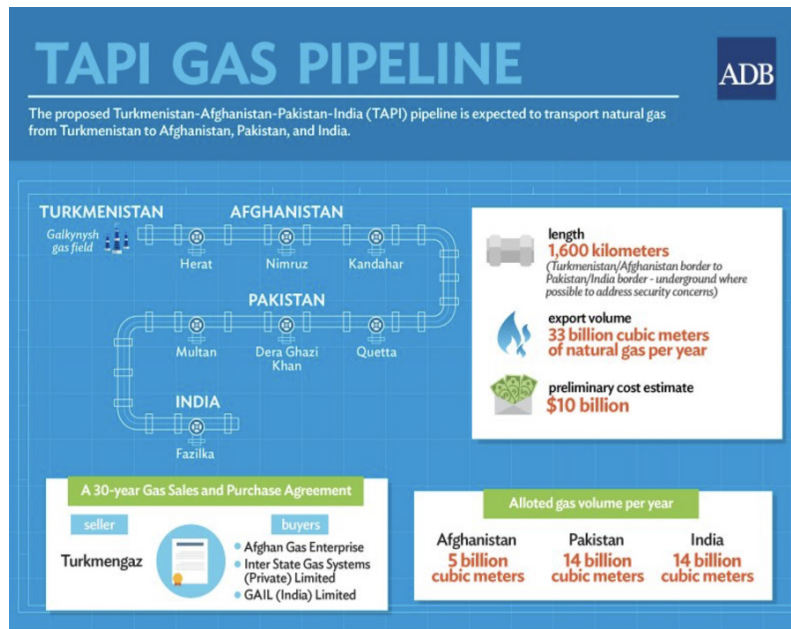 TAPI GAS PIPELINE
ADB
The proposed Turkmenistan-Afghanistan-Pakistan-India (TAPI) pipeline is expected to transport natural gas
from Turkmenistan to Afghanistan, Pakistan, and India.
TURKMENISTAN
AFGHANISTAN
Galkynysh
gas field
Herat
Nimruz
Kandahar
PAKISTAN
Multan
Dera Ghazi
Khan
Quetta
INDIA
Fazilka
length
1,600 kilometers
(Turkmenistan/Afghanistan border to
Pakistan/India border - underground where
possible to address security concerns)
export volume
33 billion cubic meters
of natural gas per year
preliminary cost estimate
$10 billion
A 30-year Gas Sales and Purchase Agreement
seller
Turkmengaz
buyers
• Afghan Gas Enterprise
• Inter State Gas Systems
(Private) Limited
• GAIL (India) Limited
Alloted gas volume per year
Afghanistan
5 billion
cubic meters
Pakistan
14 billion
cubic meters
India
14 billion
cubic meters